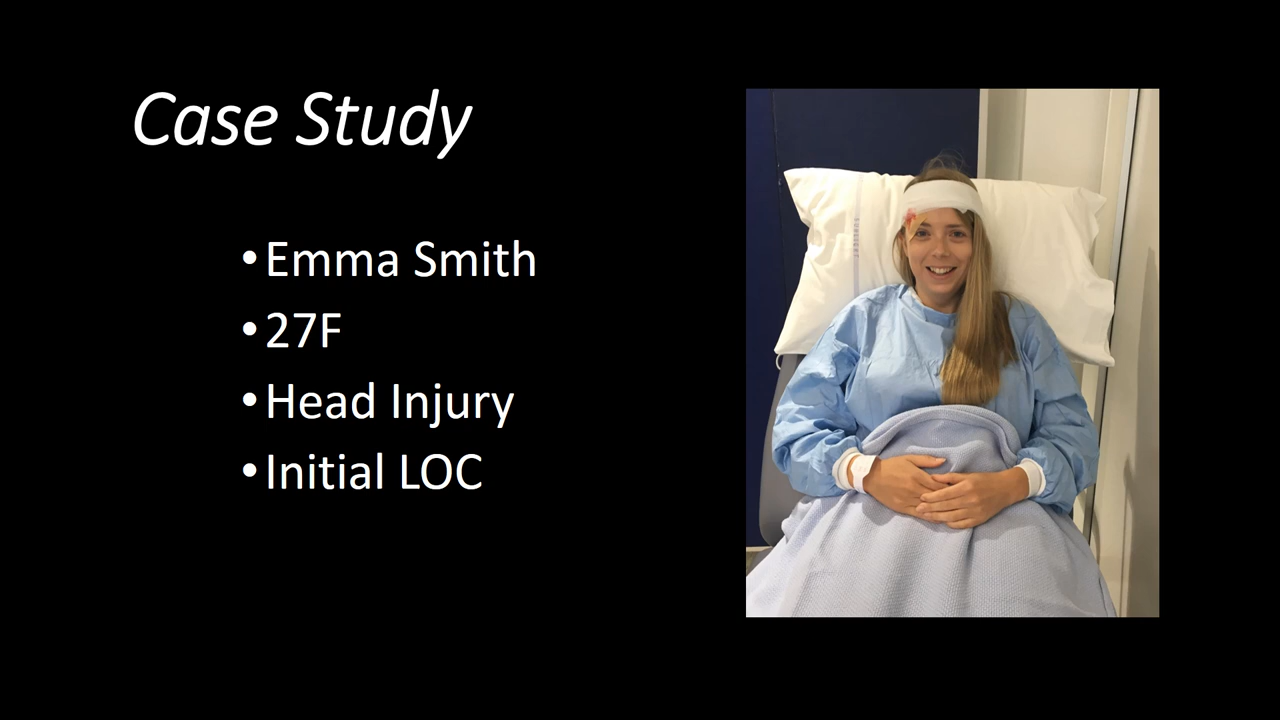 Case Study
• Emma Smith
• 27F
• Head Injury
• Initial LOC